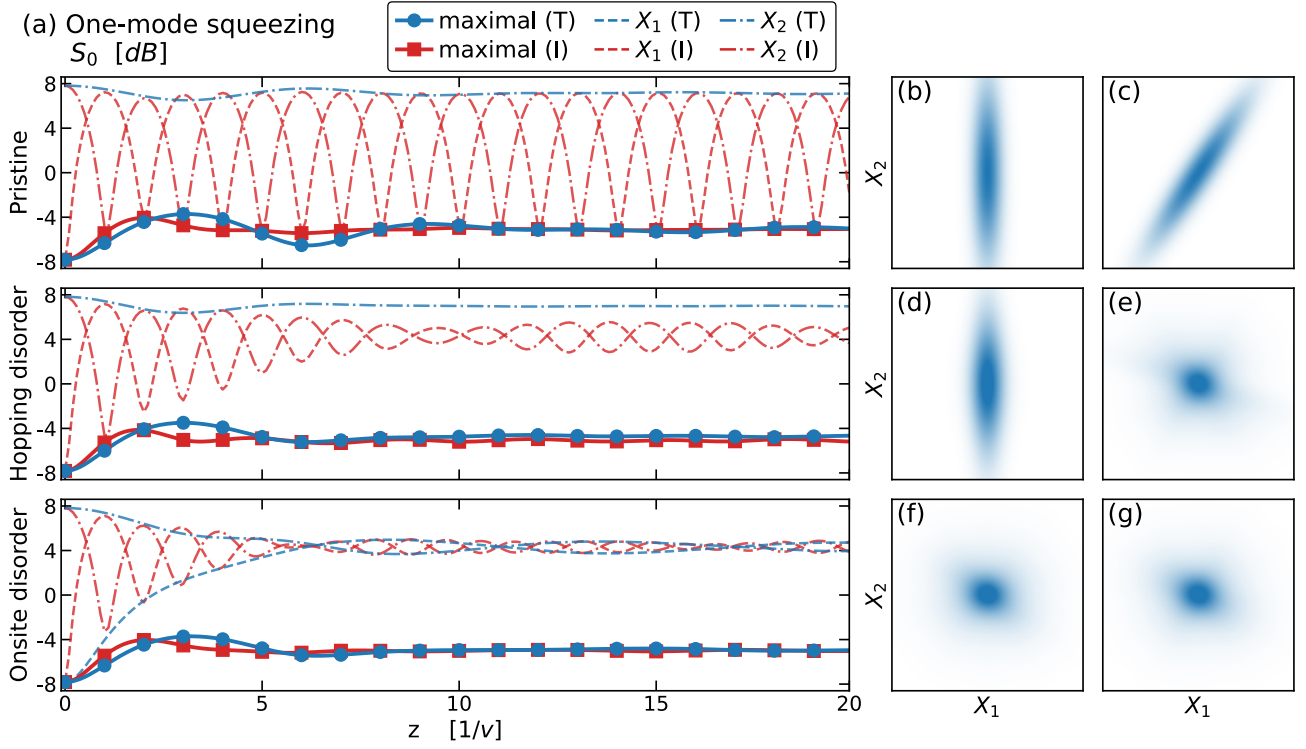 (a) One-mode squeezing
S₀ [dB]
maximal (T)
X₁ (T)
X₂ (T)
maximal (I)
X₁ (I)
X₂ (I)
Pristine
8
4
0
-4
-8
Hopping disorder
8
4
0
-4
-8
Onsite disorder
8
4
0
-4
-8
0
5
10
15
20
z [1/v]
(b)
(c)
X₂
(d)
(e)
X₂
(f)
(g)
X₂
X₁
X₁